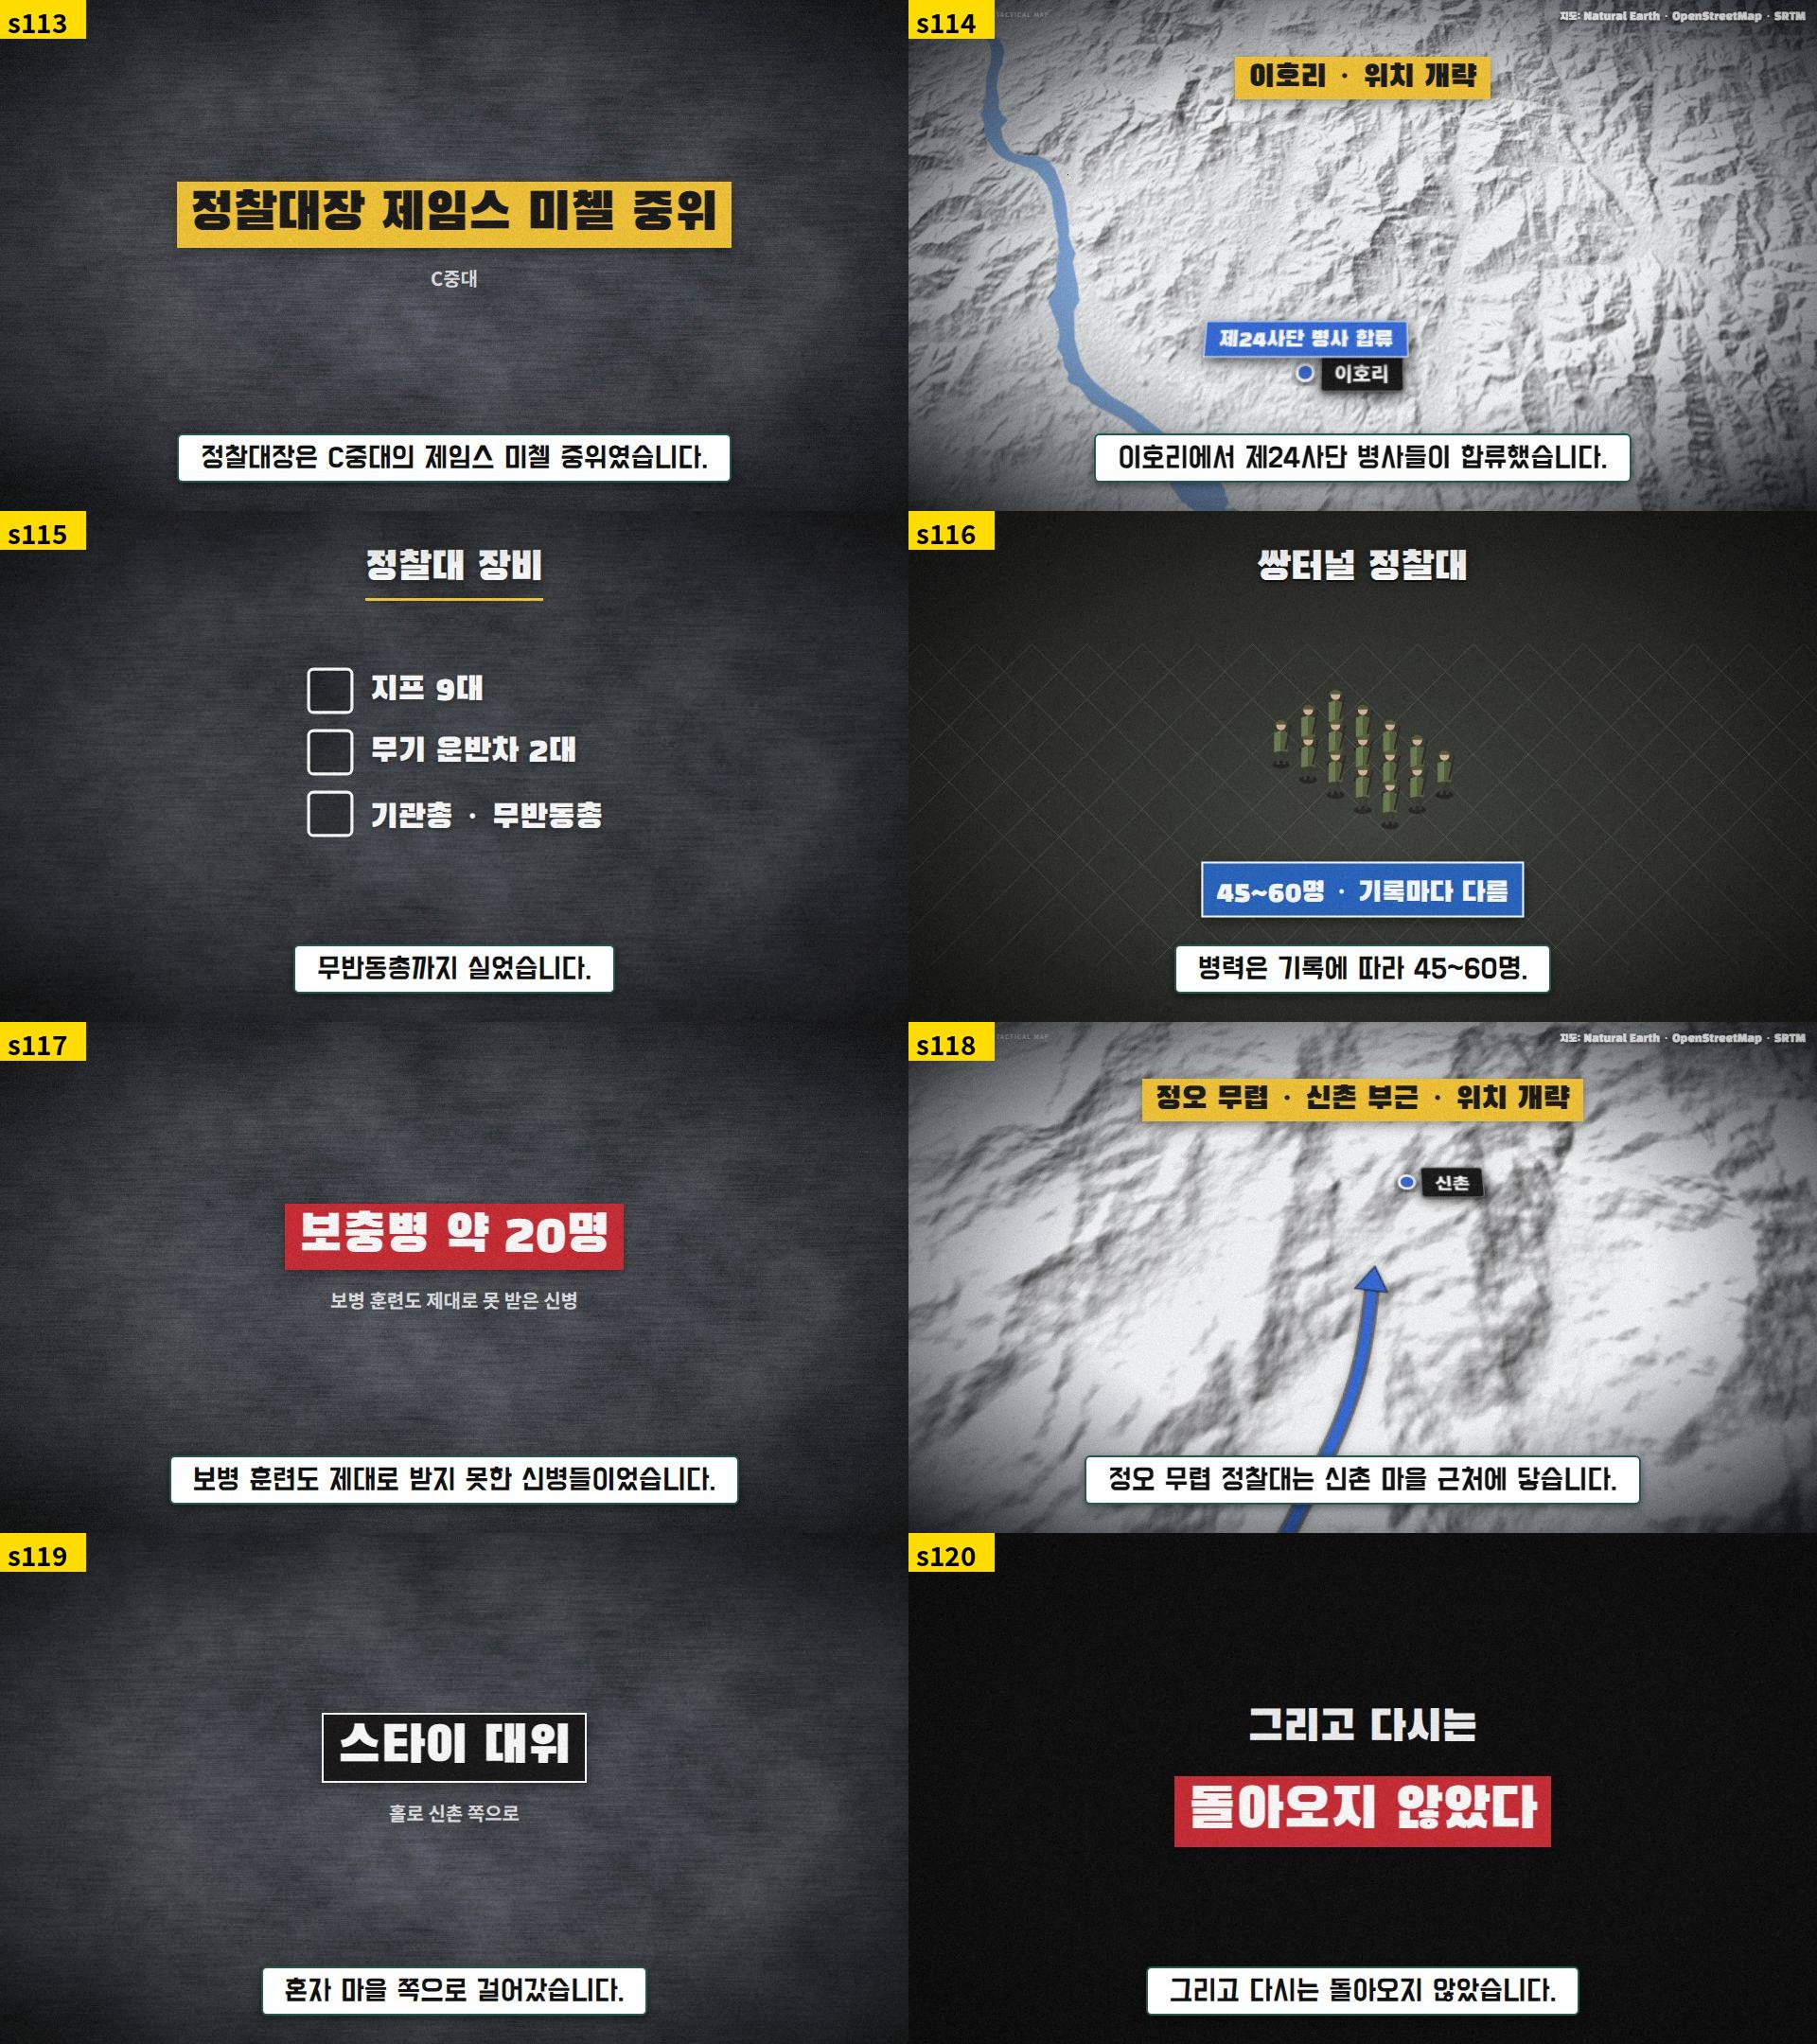 s113
정찰대장 제임스 미첼 중위
C중대
정찰대장은 C중대의 제임스 미첼 중위였습니다.
s114
TACTICAL MAP
지도: Natural Earth · OpenStreetMap · SRTM
이호리 · 위치 개략
제24사단 병사 합류
이호리
이호리에서 제24사단 병사들이 합류했습니다.
s115
정찰대 장비
지프 9대
무기 운반차 2대
기관총 · 무반동총
무반동총까지 실었습니다.
s116
쌍터널 정찰대
45~60명 · 기록마다 다름
병력은 기록에 따라 45~60명.
s117
보충병 약 20명
보병 훈련도 제대로 못 받은 신병
보병 훈련도 제대로 받지 못한 신병들이었습니다.
s118
TACTICAL MAP
지도: Natural Earth · OpenStreetMap · SRTM
정오 무렵 · 신촌 부근 · 위치 개략
신촌
정오 무렵 정찰대는 신촌 마을 근처에 닿습니다.
s119
스타이 대위
홀로 신촌 쪽으로
혼자 마을 쪽으로 걸어갔습니다.
s120
그리고 다시는
돌아오지 않았다
그리고 다시는 돌아오지 않았습니다.